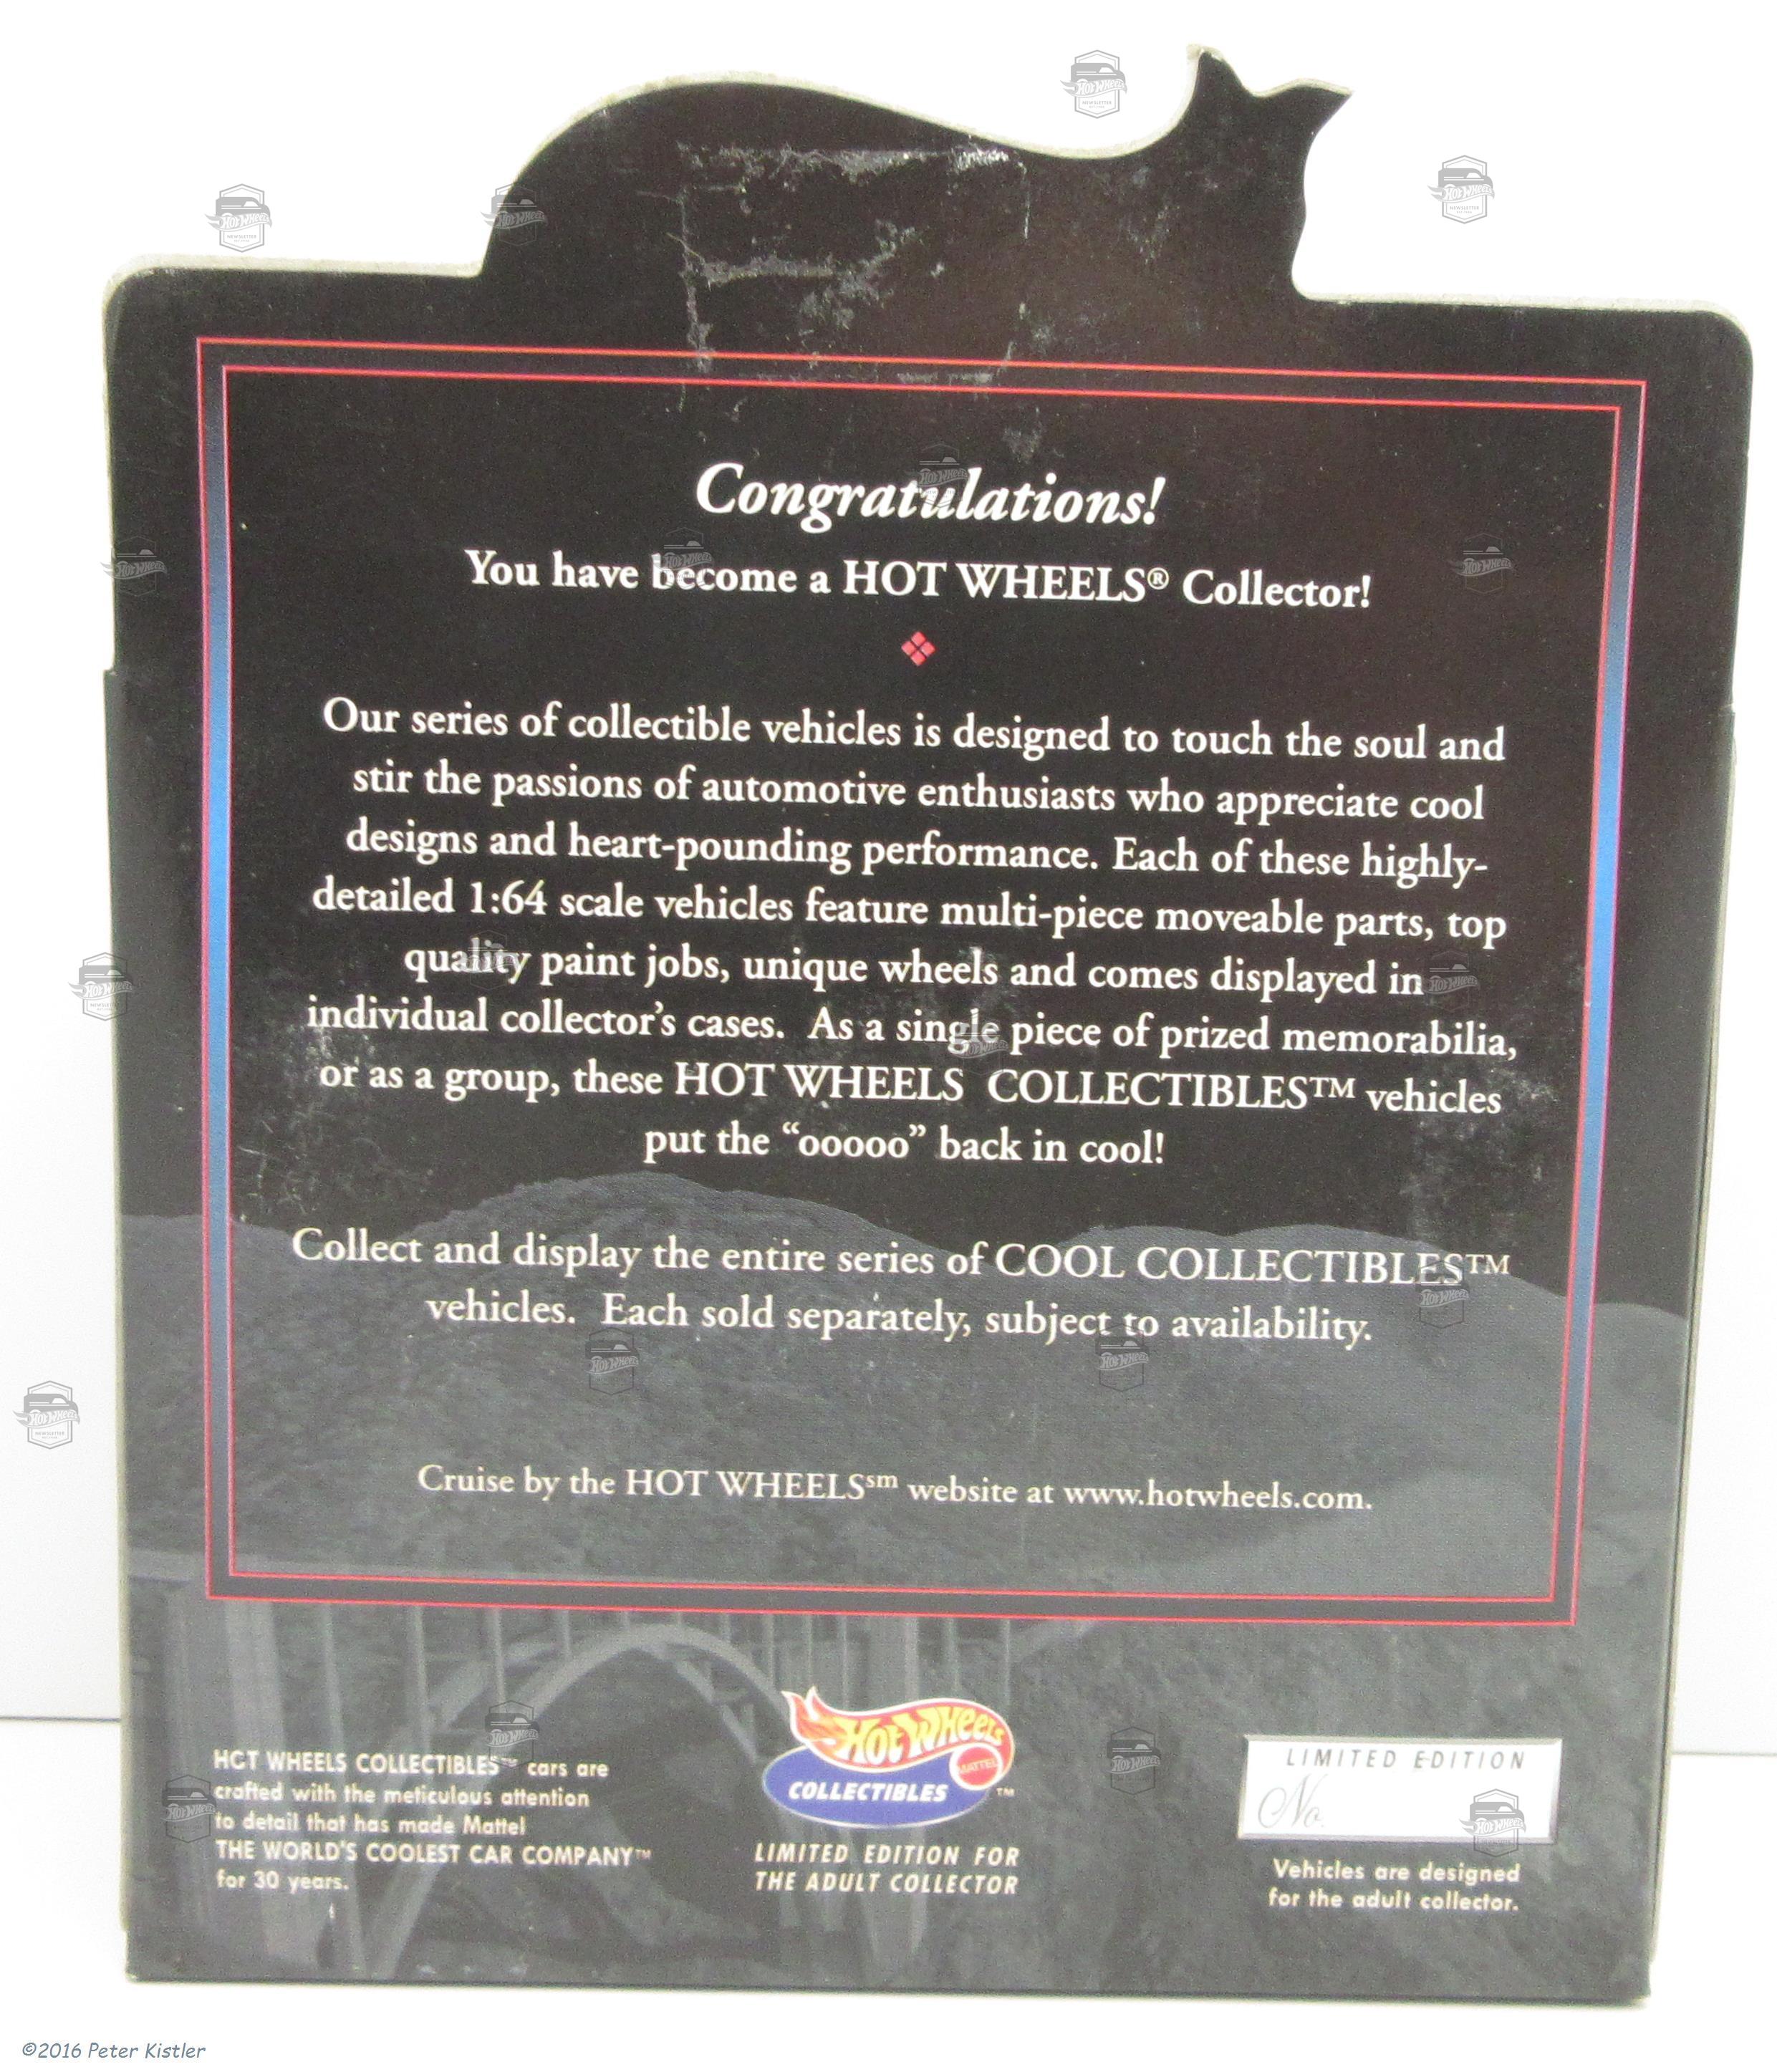 Congratulations!
You have become a HOT WHEELS® Collector!
Our series of collectible vehicles is designed to touch the soul and
stir the passions of automotive enthusiasts who appreciate cool
designs and heart-pounding performance. Each of these highly-
detailed 1:64 scale vehicles feature multi-piece moveable parts, top
quality paint jobs, unique wheels and comes displayed in
individual collector's cases. As a single piece of prized memorabilia,
or as a group, these HOT WHEELS COLLECTIBLES™ vehicles
put the “ooooo” back in cool!
Collect and display the entire series of COOL COLLECTIBLES™
vehicles. Each sold separately, subject to availability.
Cruise by the HOT WHEELS℠ website at www.hotwheels.com.
HOT WHEELS COLLECTIBLES™ cars are
crafted with the meticulous attention
to detail that has made Mattel
THE WORLD'S COOLEST CAR COMPANY™
for 30 years.
Hot Wheels
MATTEL
COLLECTIBLES ™
LIMITED EDITION FOR
THE ADULT COLLECTOR
LIMITED EDITION
No.
Vehicles are designed
for the adult collector.
©2016 Peter Kistler